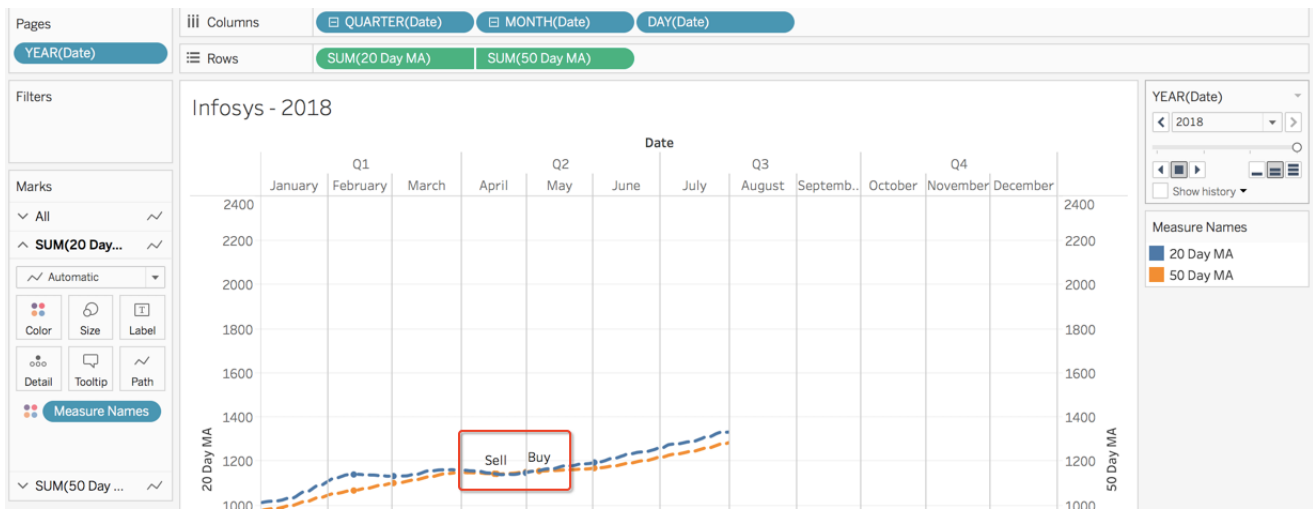 Pages
YEAR(Date)
Filters
Marks
All
SUM(20 Day...
Automatic
Color Size Label
Detail Tooltip Path
Measure Names
SUM(50 Day ...
Columns QUARTER(Date) MONTH(Date) DAY(Date)
Rows SUM(20 Day MA) SUM(50 Day MA)
Infosys - 2018
Date
Q1 Q2 Q3 Q4
January February March April May June July August Septemb.. October November December
2400 2400
2200 2200
2000 2000
1800 1800
1600 1600
1400 1400
1200 1200
1000 1000
20 Day MA
50 Day MA
Sell Buy
YEAR(Date)
2018
Show history
Measure Names
20 Day MA
50 Day MA